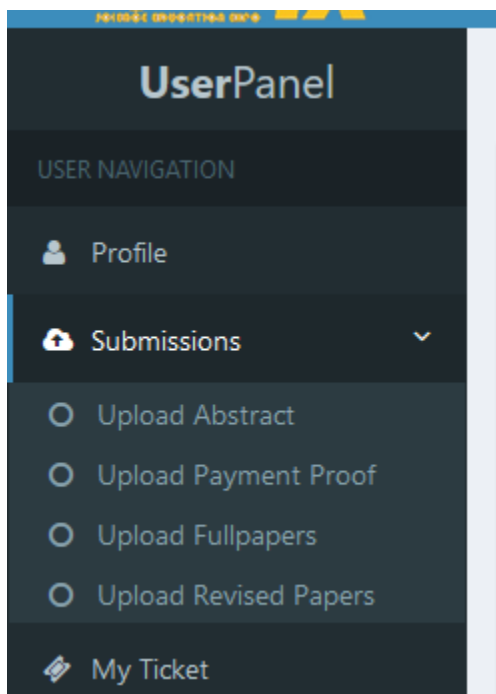 UserPanel
USER NAVIGATION
Profile
Submissions
Upload Abstract
Upload Payment Proof
Upload Fullpapers
Upload Revised Papers
My Ticket